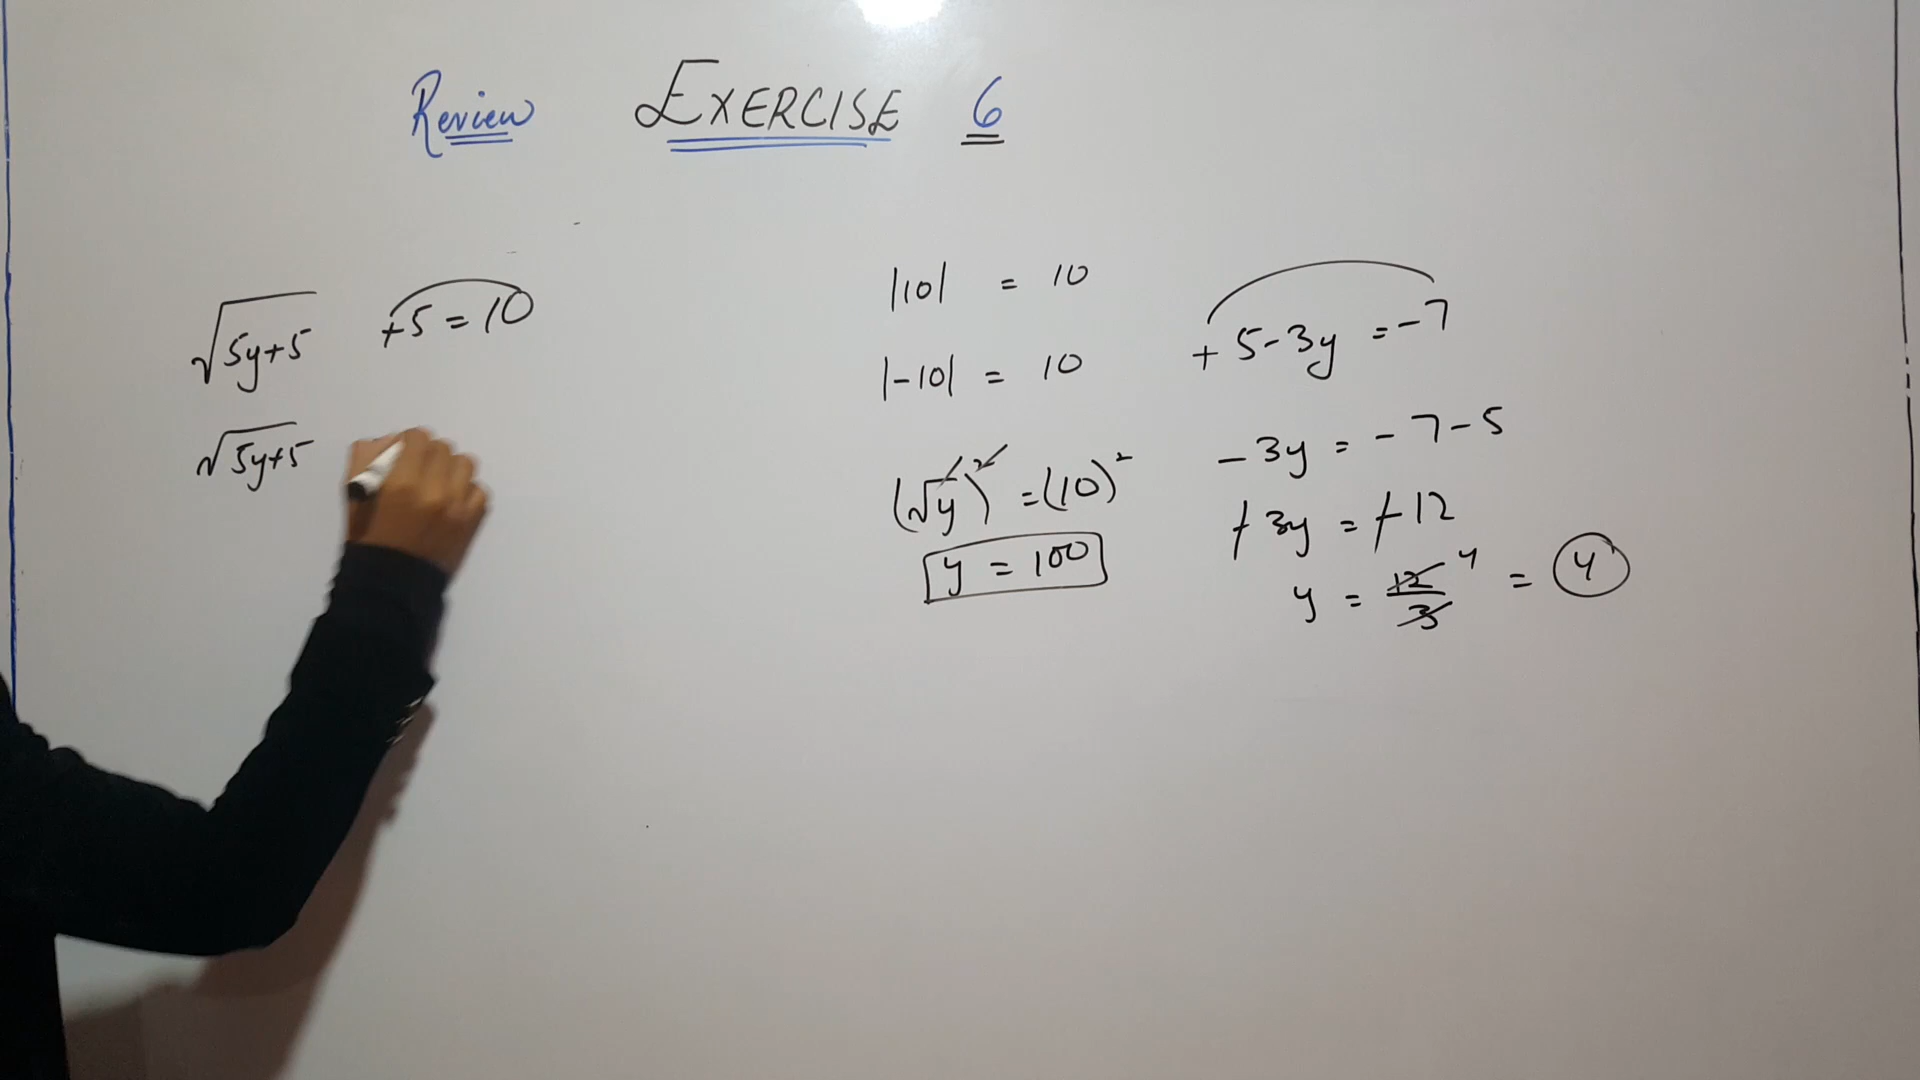 Review EXERCISE 6
√5y+5 +5 = 10
√5y+5
|10| = 10
|-10| = 10
(√y)² = (10)²
y = 100
+ 5-3y = -7
-3y = -7-5
-3y = -12
y = 12/3 4 = 4